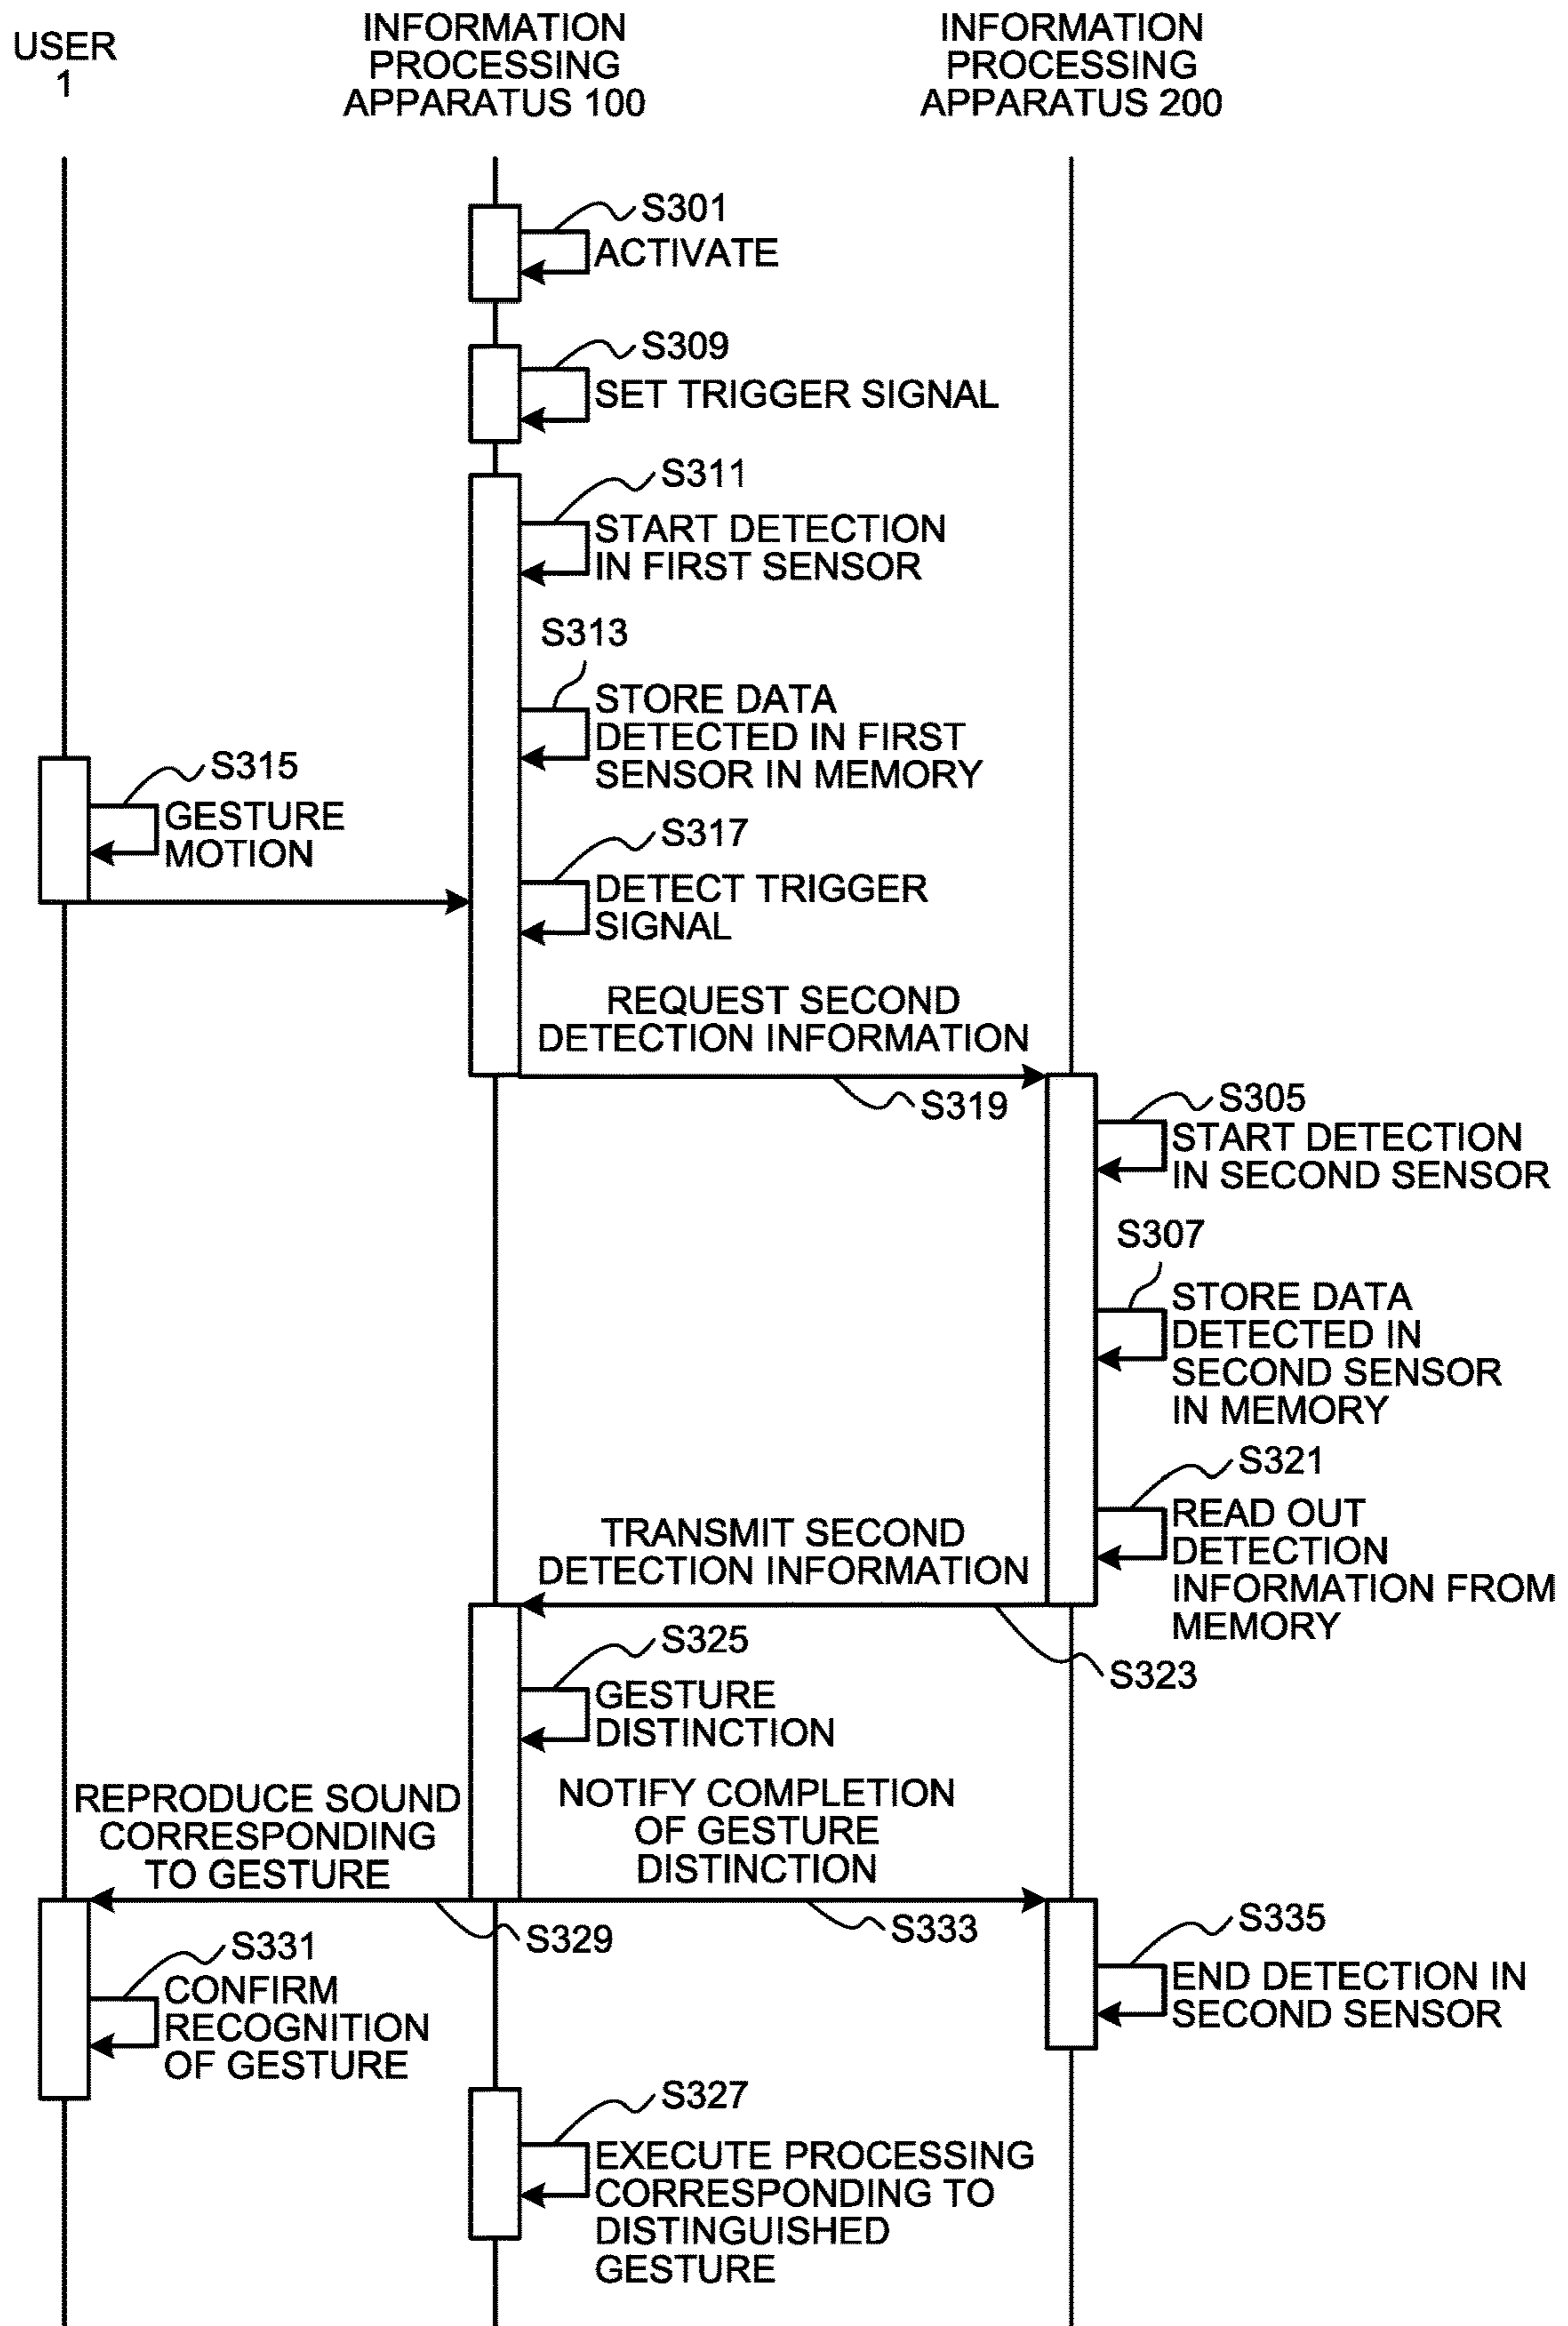 USER
1
INFORMATION
PROCESSING
APPARATUS 100
INFORMATION
PROCESSING
APPARATUS 200
S301
ACTIVATE
S309
SET TRIGGER SIGNAL
S311
START DETECTION
IN FIRST SENSOR
S313
STORE DATA
DETECTED IN FIRST
SENSOR IN MEMORY
S315
GESTURE
MOTION
S317
DETECT TRIGGER
SIGNAL
REQUEST SECOND
DETECTION INFORMATION
S319
S305
START DETECTION
IN SECOND SENSOR
S307
STORE DATA
DETECTED IN
SECOND SENSOR
IN MEMORY
S321
READ OUT
DETECTION
INFORMATION FROM
MEMORY
TRANSMIT SECOND
DETECTION INFORMATION
S323
S325
GESTURE
DISTINCTION
REPRODUCE SOUND
CORRESPONDING
TO GESTURE
NOTIFY COMPLETION
OF GESTURE
DISTINCTION
S329
S333
S331
CONFIRM
RECOGNITION
OF GESTURE
S335
END DETECTION IN
SECOND SENSOR
S327
EXECUTE PROCESSING
CORRESPONDING TO
DISTINGUISHED
GESTURE